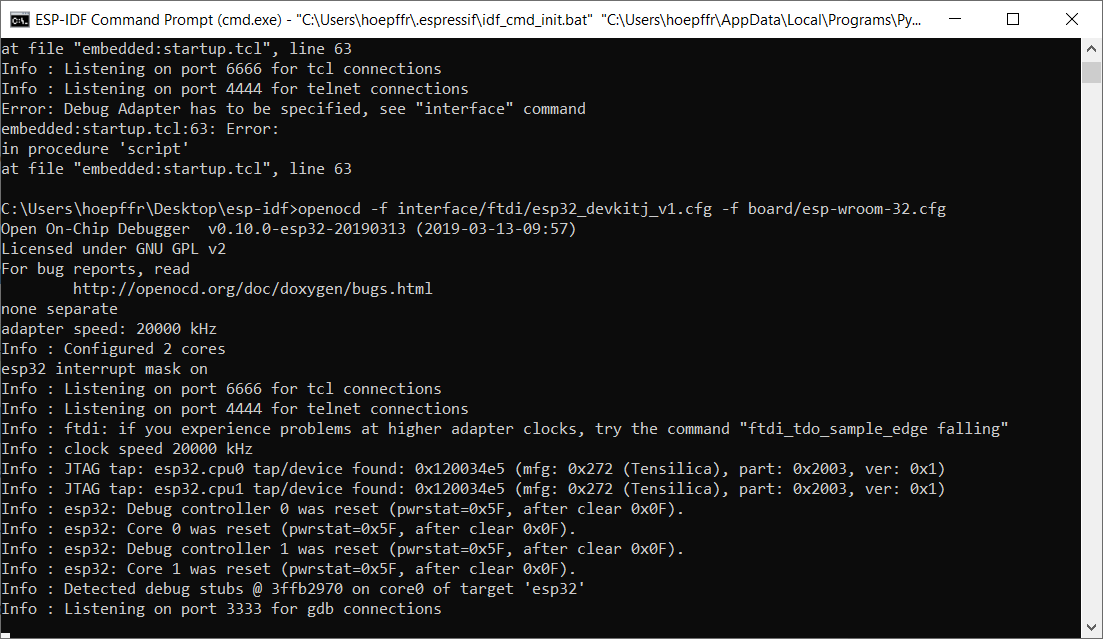 ESP-IDF Command Prompt (cmd.exe) - "C:\Users\hoepffr\.espressif\idf_cmd_init.bat"  "C:\Users\hoepffr\AppData\Local\Programs\Py...
at file "embedded:startup.tcl", line 63
Info : Listening on port 6666 for tcl connections
Info : Listening on port 4444 for telnet connections
Error: Debug Adapter has to be specified, see "interface" command
embedded:startup.tcl:63: Error:
in procedure 'script'
at file "embedded:startup.tcl", line 63
C:\Users\hoepffr\Desktop\esp-idf>openocd -f interface/ftdi/esp32_devkitj_v1.cfg -f board/esp-wroom-32.cfg
Open On-Chip Debugger  v0.10.0-esp32-20190313 (2019-03-13-09:57)
Licensed under GNU GPL v2
For bug reports, read
        http://openocd.org/doc/doxygen/bugs.html
none separate
adapter speed: 20000 kHz
Info : Configured 2 cores
esp32 interrupt mask on
Info : Listening on port 6666 for tcl connections
Info : Listening on port 4444 for telnet connections
Info : ftdi: if you experience problems at higher adapter clocks, try the command "ftdi_tdo_sample_edge falling"
Info : clock speed 20000 kHz
Info : JTAG tap: esp32.cpu0 tap/device found: 0x120034e5 (mfg: 0x272 (Tensilica), part: 0x2003, ver: 0x1)
Info : JTAG tap: esp32.cpu1 tap/device found: 0x120034e5 (mfg: 0x272 (Tensilica), part: 0x2003, ver: 0x1)
Info : esp32: Debug controller 0 was reset (pwrstat=0x5F, after clear 0x0F).
Info : esp32: Core 0 was reset (pwrstat=0x5F, after clear 0x0F).
Info : esp32: Debug controller 1 was reset (pwrstat=0x5F, after clear 0x0F).
Info : esp32: Core 1 was reset (pwrstat=0x5F, after clear 0x0F).
Info : Detected debug stubs @ 3ffb2970 on core0 of target 'esp32'
Info : Listening on port 3333 for gdb connections